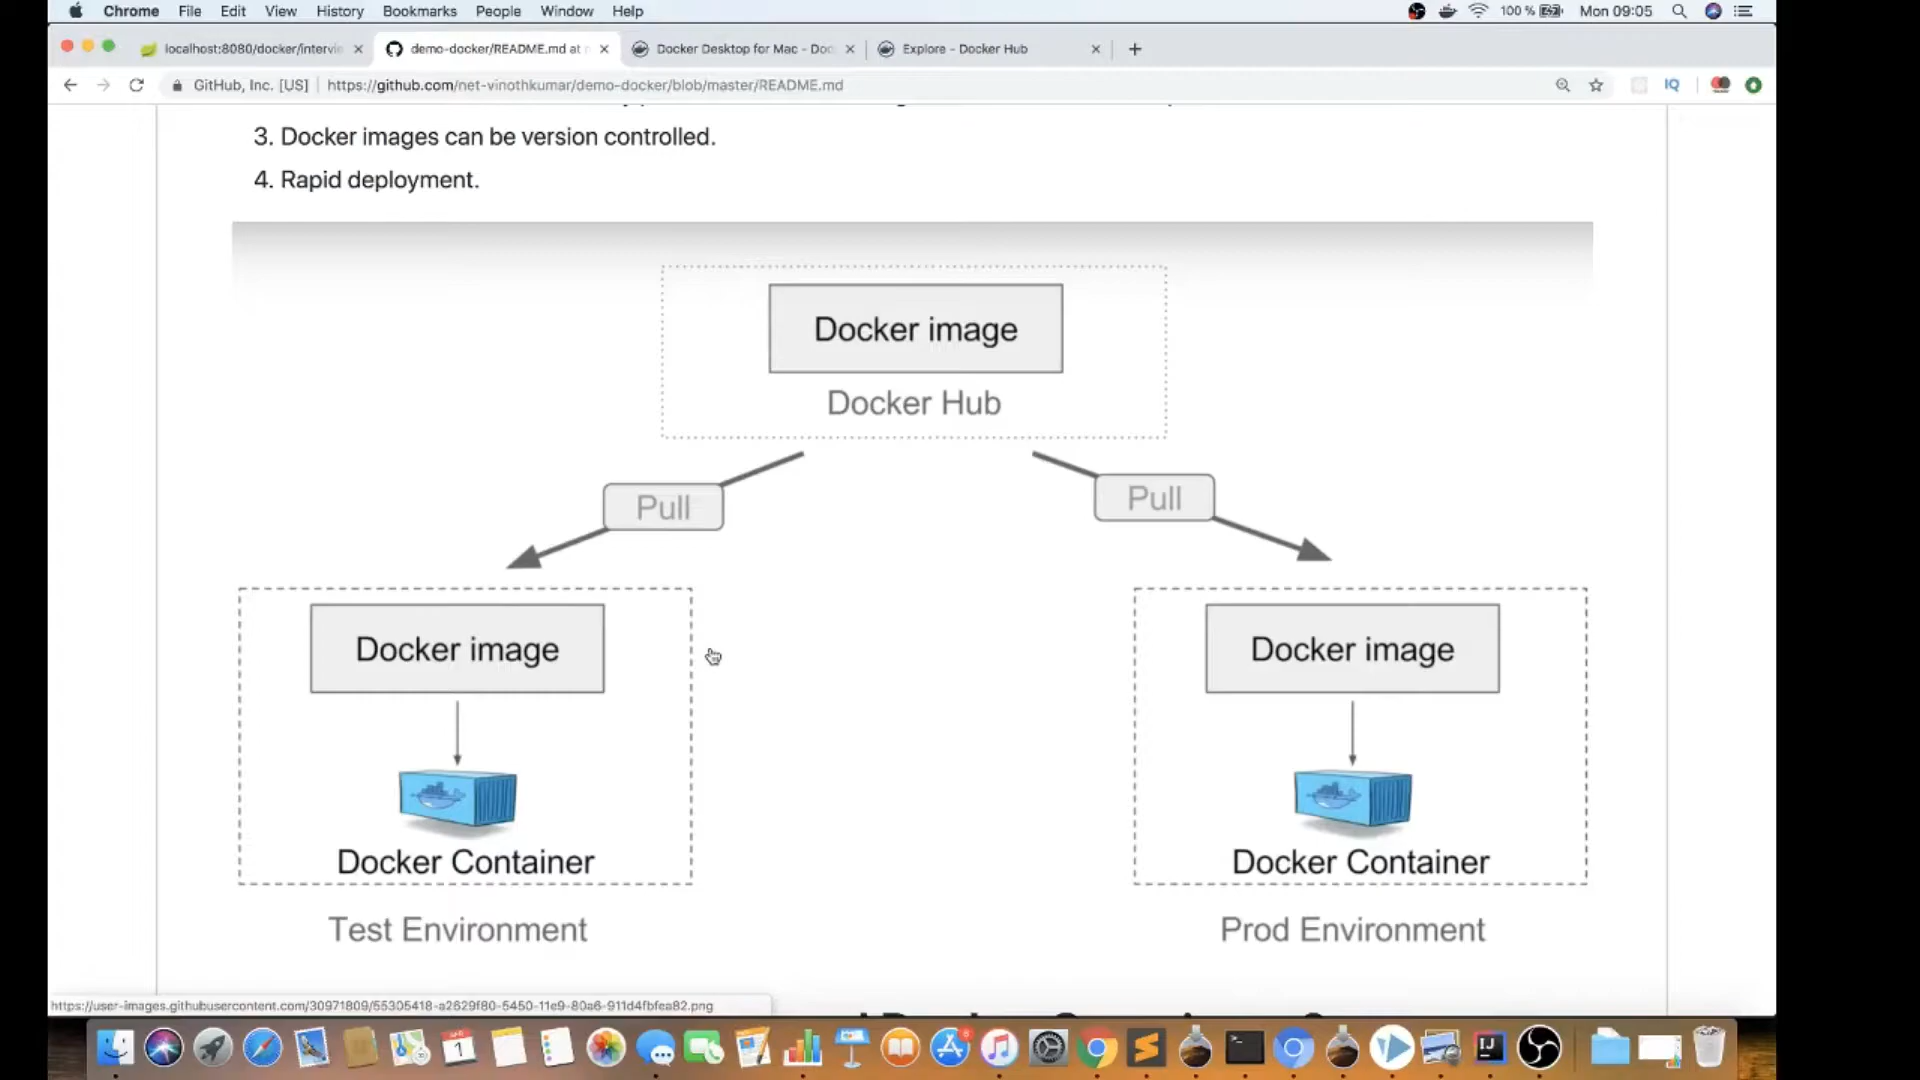 Chrome File Edit View History Bookmarks People Window Help 100 % Mon 09:05
localhost:8080/docker/intervie demo-docker/README.md at Docker Desktop for Mac - Doc Explore - Docker Hub
GitHub, Inc. [US] https://github.com/net-vinothkumar/demo-docker/blob/master/README.md IQ
3. Docker images can be version controlled.
4. Rapid deployment.
Docker image
Docker Hub
Pull Pull
Docker image Docker image
Docker Container Docker Container
Test Environment Prod Environment
https://user-images.githubusercontent.com/30971809/55305418-a2629f80-5450-11e9-80a6-911d4fbfea82.png
1
IJ